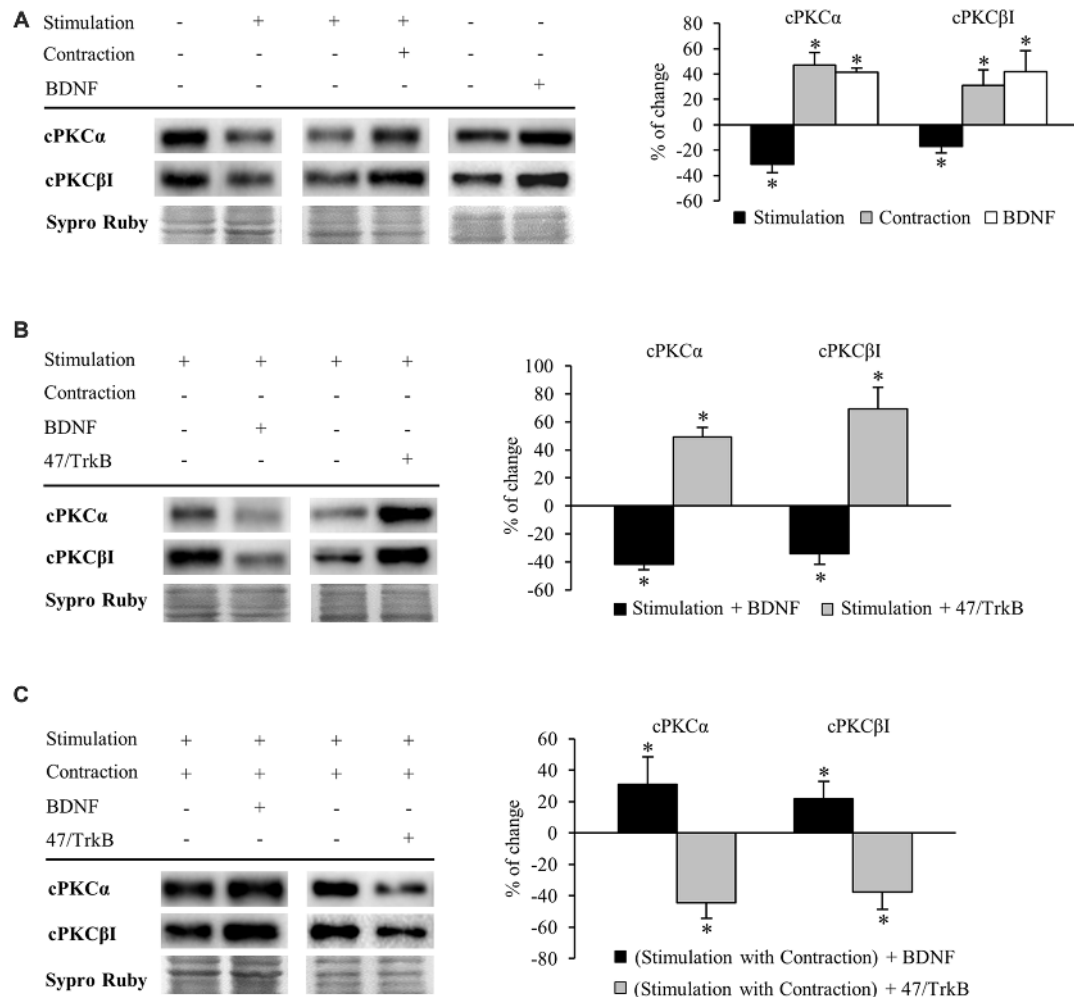 A
Stimulation - + + + - -
Contraction - - - + - -
BDNF - - - - - +
cPKCα
cPKCβI
Sypro Ruby
cPKCα cPKCβI
% of change
80
60
40
20
0
-20
-40
-60
* * * * * *
Stimulation Contraction BDNF
B
Stimulation + + + +
Contraction - - - -
BDNF - + - -
47/TrkB - - - +
cPKCα
cPKCβI
Sypro Ruby
cPKCα cPKCβI
% of change
100
80
60
40
20
0
-20
-40
-60
* * * *
Stimulation + BDNF Stimulation + 47/TrkB
C
Stimulation + + + +
Contraction + + + +
BDNF - + - -
47/TrkB - - - +
cPKCα
cPKCβI
Sypro Ruby
cPKCα cPKCβI
% of change
60
40
20
0
-20
-40
-60
-80
* * * *
(Stimulation with Contraction) + BDNF
(Stimulation with Contraction) + 47/TrkB